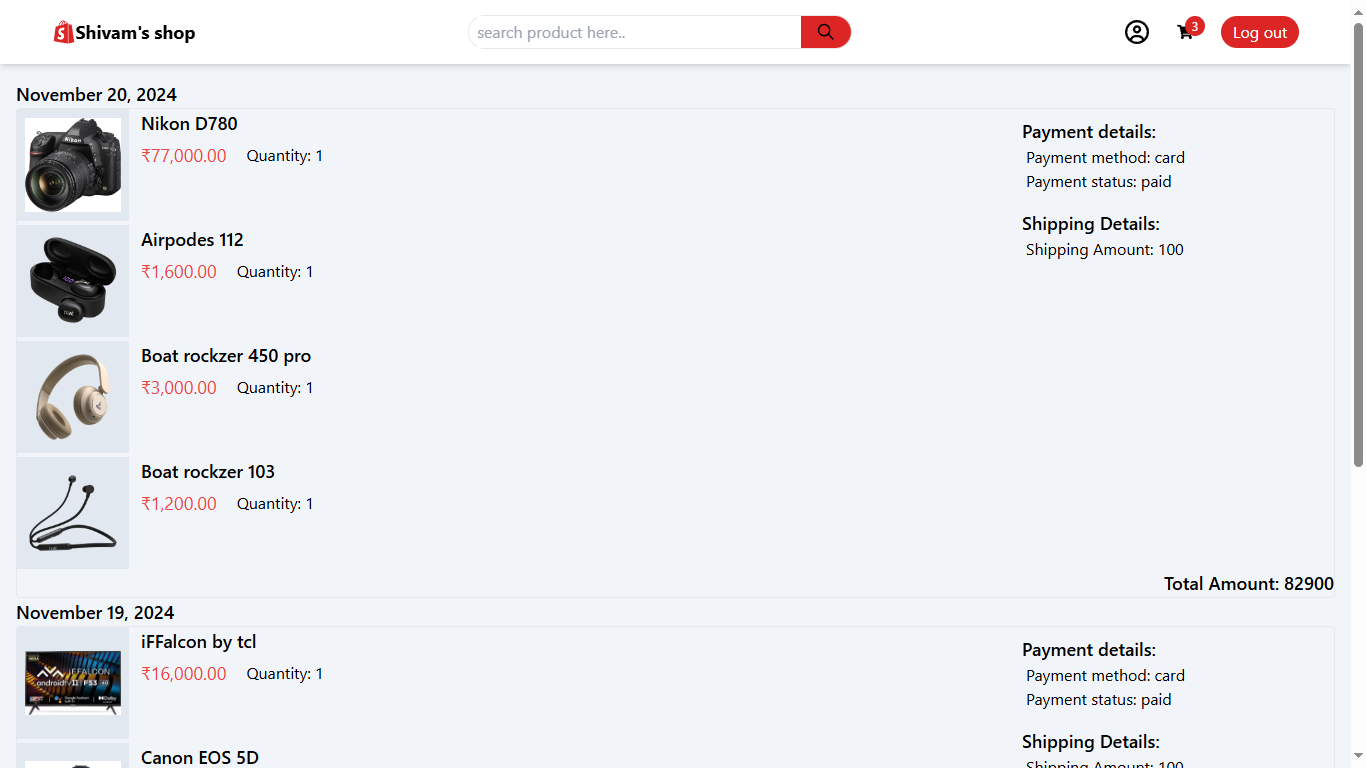 Shivam's shop
search product here..
3
Log out
November 20, 2024
Nikon D780
₹77,000.00 Quantity: 1
Airpodes 112
₹1,600.00 Quantity: 1
Boat rockzer 450 pro
₹3,000.00 Quantity: 1
Boat rockzer 103
₹1,200.00 Quantity: 1
Payment details:
Payment method: card
Payment status: paid
Shipping Details:
Shipping Amount: 100
Total Amount: 82900
November 19, 2024
iFFalcon by tcl
₹16,000.00 Quantity: 1
Canon EOS 5D
Payment details:
Payment method: card
Payment status: paid
Shipping Details:
Shipping Amount: 100